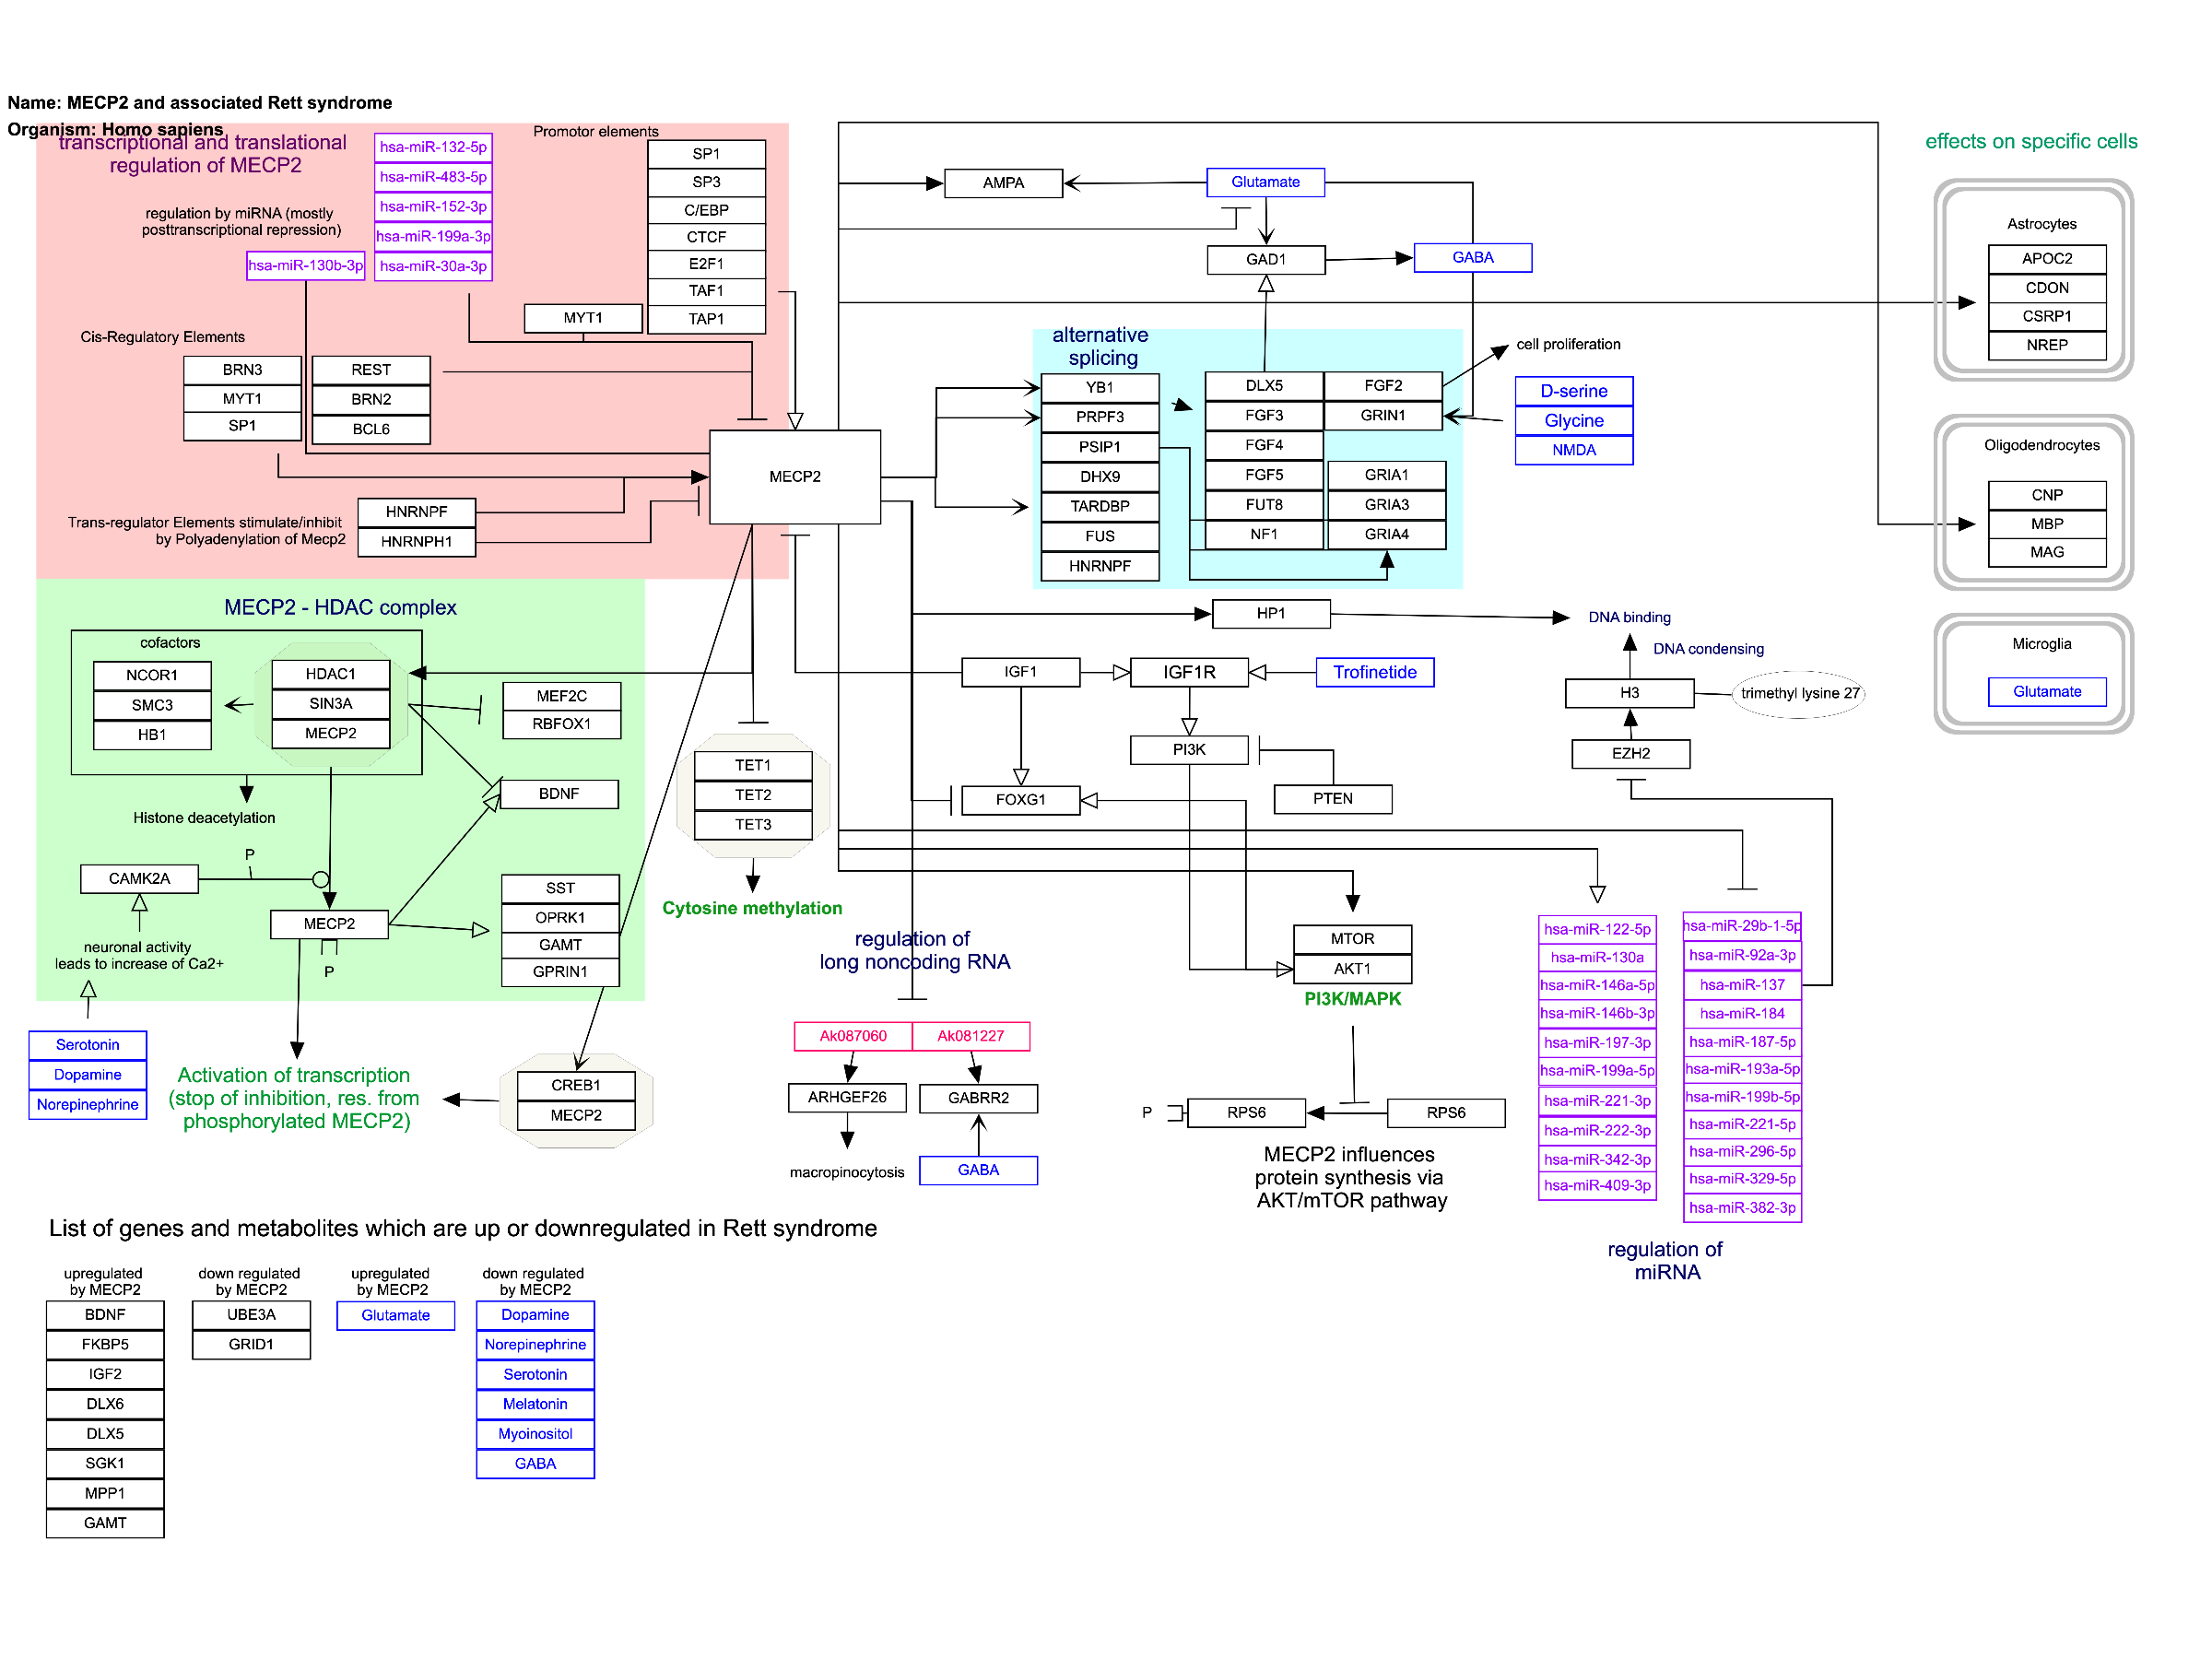 Name: MECP2 and associated Rett syndrome
Organism: Homo sapiens
transcriptional and translational
regulation of MECP2
regulation by miRNA (mostly
posttranscriptional repression)
hsa-miR-130b-3p
hsa-miR-132-5p
hsa-miR-483-5p
hsa-miR-152-3p
hsa-miR-199a-3p
hsa-miR-30a-3p
Promotor elements
SP1
SP3
C/EBP
CTCF
E2F1
TAF1
TAP1
MYT1
Cis-Regulatory Elements
BRN3
MYT1
SP1
REST
BRN2
BCL6
Trans-regulator Elements stimulate/inhibit
by Polyadenylation of Mecp2
HNRNPF
HNRNPH1
MECP2
AMPA
Glutamate
GAD1
GABA
alternative
splicing
YB1
PRPF3
PSIP1
DHX9
TARDBP
FUS
HNRNPF
DLX5
FGF3
FGF4
FGF5
FUT8
NF1
FGF2
GRIN1
GRIA1
GRIA3
GRIA4
cell proliferation
D-serine
Glycine
NMDA
effects on specific cells
Astrocytes
APOC2
CDON
CSRP1
NREP
Oligodendrocytes
CNP
MBP
MAG
Microglia
Glutamate
MECP2 - HDAC complex
cofactors
NCOR1
SMC3
HB1
HDAC1
SIN3A
MECP2
MEF2C
RBFOX1
BDNF
Histone deacetylation
P
CAMK2A
MECP2
P
neuronal activity
leads to increase of Ca2+
SST
OPRK1
GAMT
GPRIN1
Serotonin
Dopamine
Norepinephrine
Activation of transcription
(stop of inhibition, res. from
phosphorylated MECP2)
CREB1
MECP2
TET1
TET2
TET3
Cytosine methylation
HP1
DNA binding
DNA condensing
IGF1
IGF1R
Trofinetide
H3
trimethyl lysine 27
PI3K
EZH2
FOXG1
PTEN
regulation of
long noncoding RNA
Ak087060
Ak081227
ARHGEF26
GABRR2
macropinocytosis
GABA
MTOR
AKT1
PI3K/MAPK
P
RPS6
RPS6
MECP2 influences
protein synthesis via
AKT/mTOR pathway
hsa-miR-122-5p
hsa-miR-130a
hsa-miR-146a-5p
hsa-miR-146b-3p
hsa-miR-197-3p
hsa-miR-199a-5p
hsa-miR-221-3p
hsa-miR-222-3p
hsa-miR-342-3p
hsa-miR-409-3p
hsa-miR-29b-1-5p
hsa-miR-92a-3p
hsa-miR-137
hsa-miR-184
hsa-miR-187-5p
hsa-miR-193a-5p
hsa-miR-199b-5p
hsa-miR-221-5p
hsa-miR-296-5p
hsa-miR-329-5p
hsa-miR-382-3p
regulation of
miRNA
List of genes and metabolites which are up or downregulated in Rett syndrome
upregulated
by MECP2
BDNF
FKBP5
IGF2
DLX6
DLX5
SGK1
MPP1
GAMT
down regulated
by MECP2
UBE3A
GRID1
upregulated
by MECP2
Glutamate
down regulated
by MECP2
Dopamine
Norepinephrine
Serotonin
Melatonin
Myoinositol
GABA